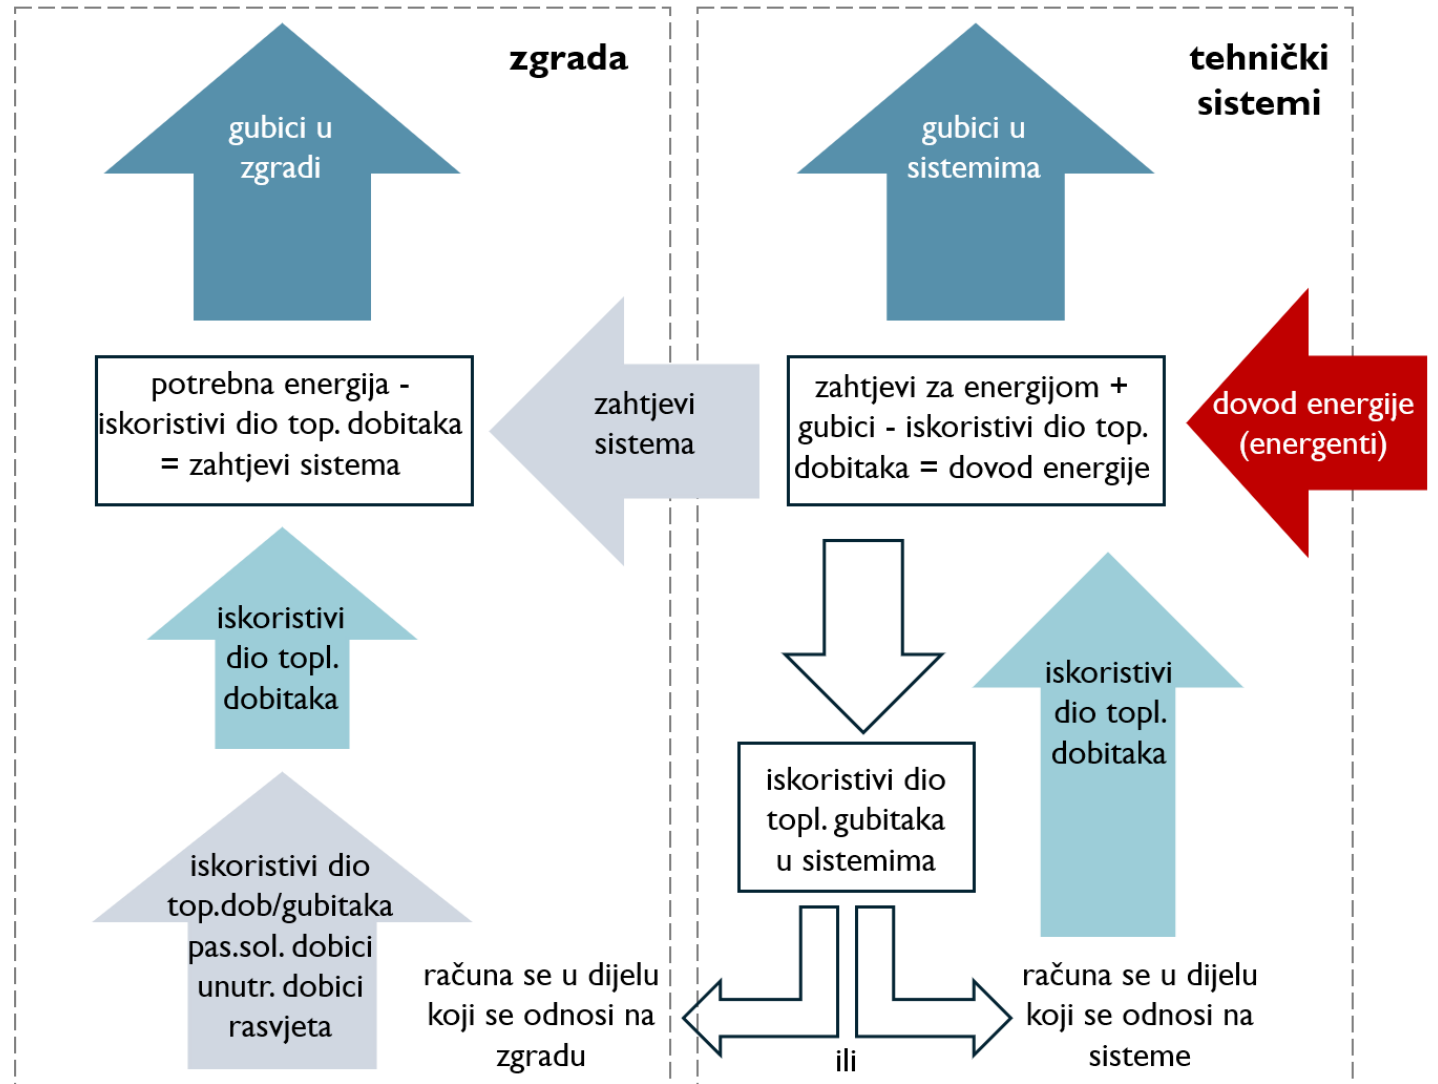 zgrada
gubici u
zgradi
potrebna energija -
iskoristivi dio top. dobitaka
= zahtjevi sistema
zahtjevi
sistema
iskoristivi
dio topl.
dobitaka
iskoristivi dio
top.dob/gubitaka
pas.sol. dobici
unutr. dobici
rasvjeta
računa se u dijelu
koji se odnosi na
zgradu
tehnički
sistemi
gubici u
sistemima
zahtjevi za energijom +
gubici - iskoristivi dio top.
dobitaka = dovod energije
dovod energije
(energenti)
iskoristivi dio
topl. gubitaka
u sistemima
iskoristivi
dio topl.
dobitaka
ili
računa se u dijelu
koji se odnosi na
sisteme